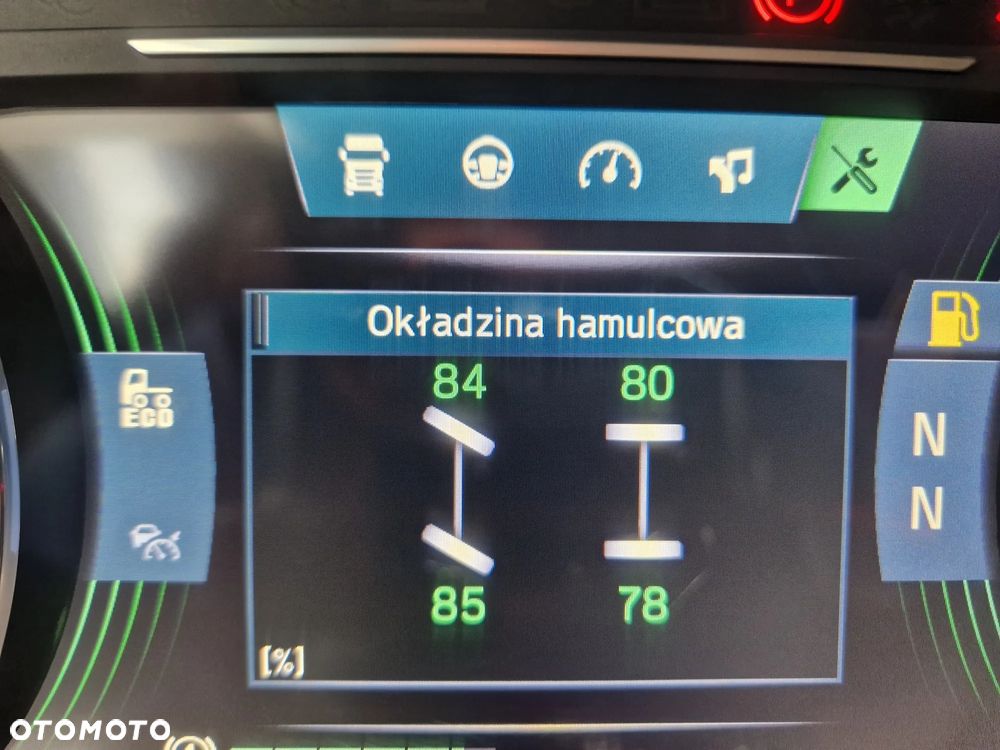 Okładzina hamulcowa
84 80
ECO
N
N
85 78
[%]
OTOMOTO